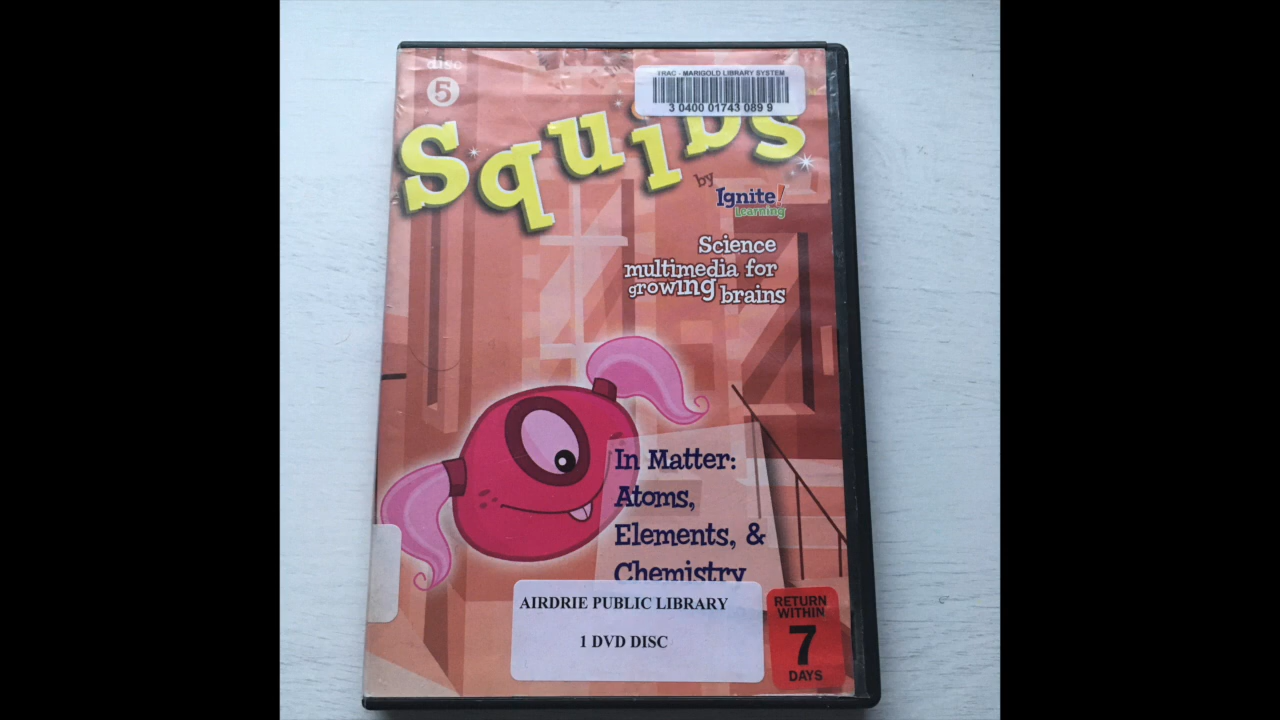 disc
5
TRAC - MARIGOLD LIBRARY SYSTEM
3 0400 01743 089 9
Squibs
by
Ignite!
Learning
Science
multimedia for
growing brains
In Matter:
Atoms,
Elements, &
Chemistry
AIRDRIE PUBLIC LIBRARY
1 DVD DISC
RETURN
WITHIN
7
DAYS